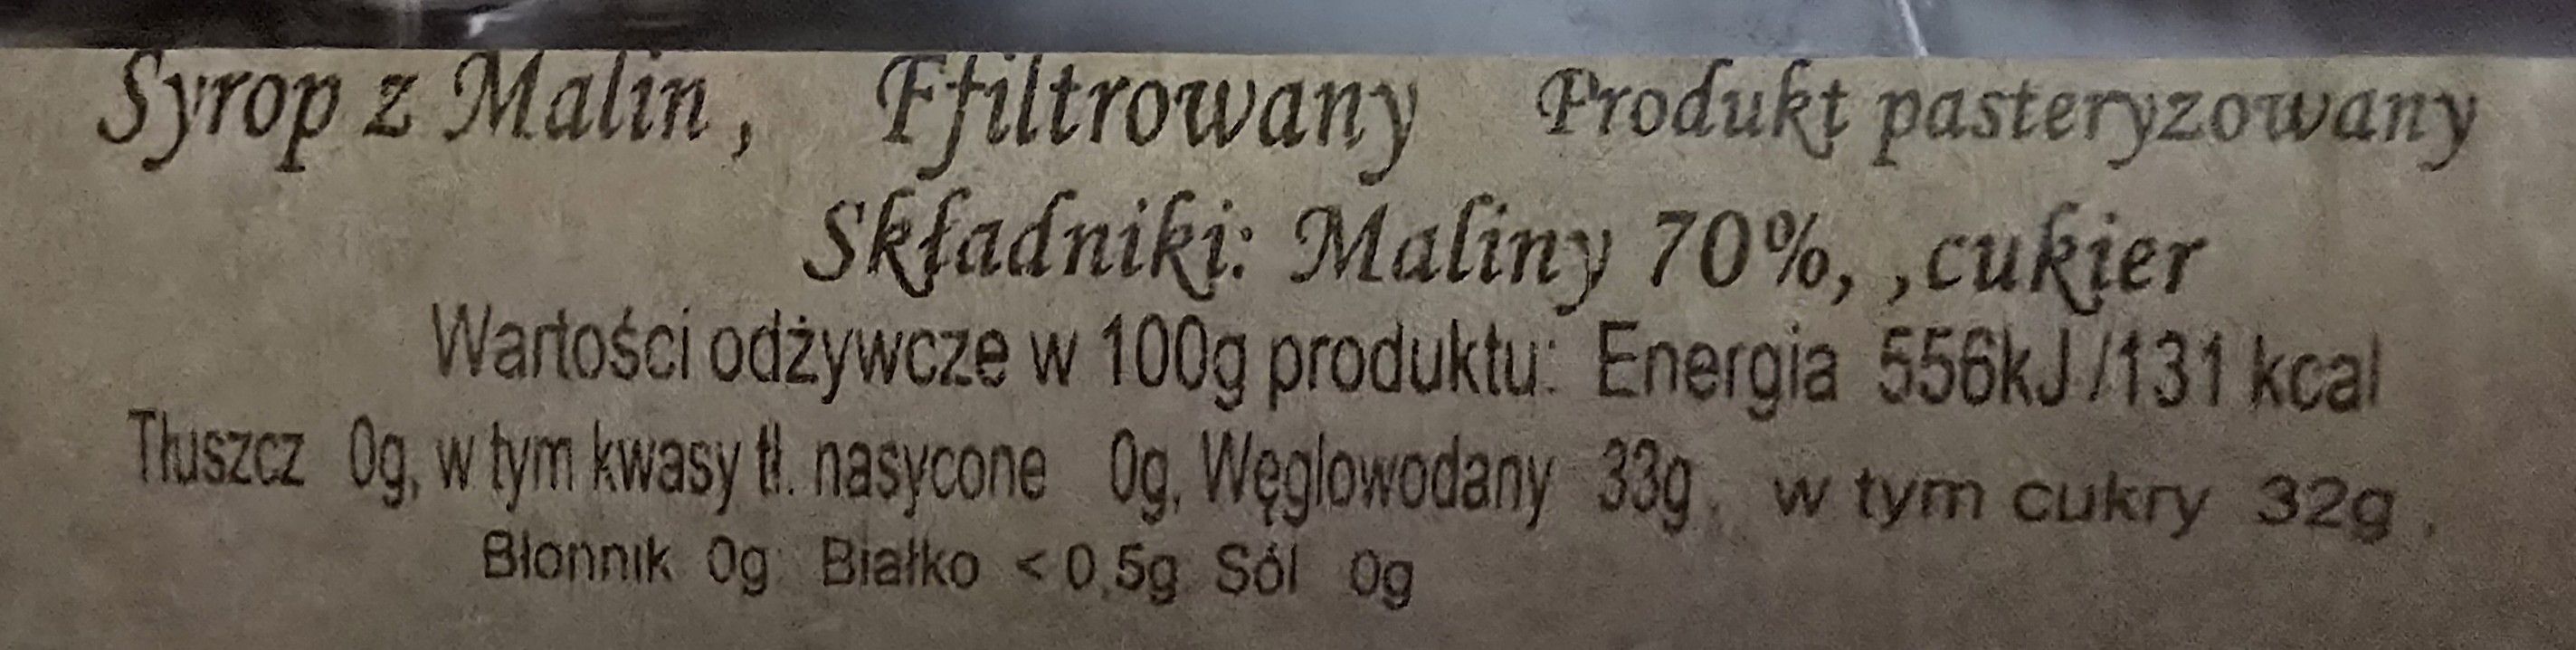 Syrop z Malin, Ffiltrowany Produkt pasteryzowany
Składniki: Maliny 70%, ,cukier
Wartości odżywcze w 100g produktu: Energia 556kJ/131 kcal
Tłuszcz 0g, w tym kwasy tł. nasycone 0g, Węglowodany 33g, w tym cukry 32g,
Błonnik 0g, Białko < 0,5g Sól 0g